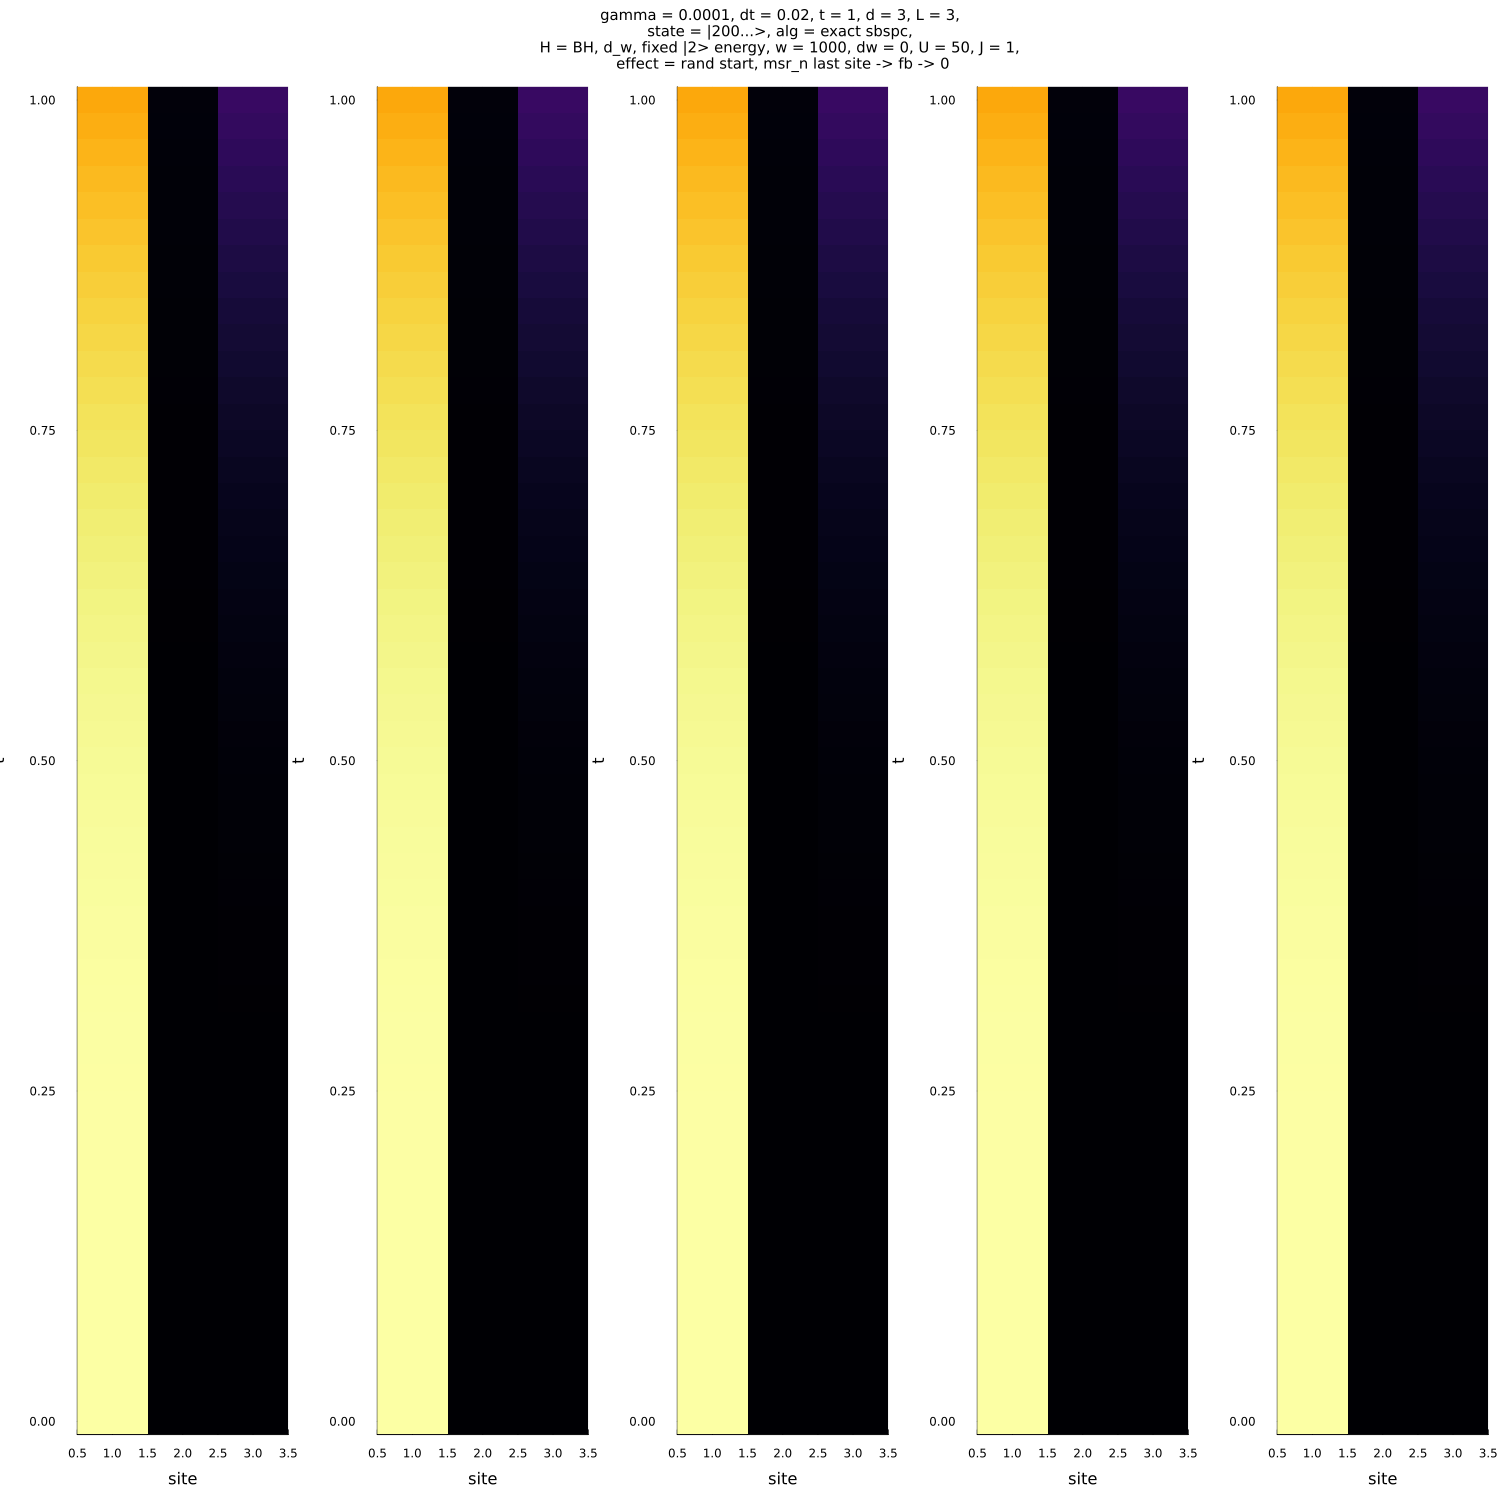 gamma = 0.0001, dt = 0.02, t = 1, d = 3, L = 3,
state = |200...>, alg = exact sbspc,
H = BH, d_w, fixed |2> energy, w = 1000, dw = 0, U = 50, J = 1,
effect = rand start, msr_n last site -> fb -> 0
1.00 1.00 1.00 1.00 1.00
0.75 0.75 0.75 0.75 0.75
t 0.50 t 0.50 t 0.50 t 0.50 t 0.50
0.25 0.25 0.25 0.25 0.25
0.00 0.00 0.00 0.00 0.00
0.5 1.0 1.5 2.0 2.5 3.0 3.5 0.5 1.0 1.5 2.0 2.5 3.0 3.5 0.5 1.0 1.5 2.0 2.5 3.0 3.5 0.5 1.0 1.5 2.0 2.5 3.0 3.5 0.5 1.0 1.5 2.0 2.5 3.0 3.5
site site site site site